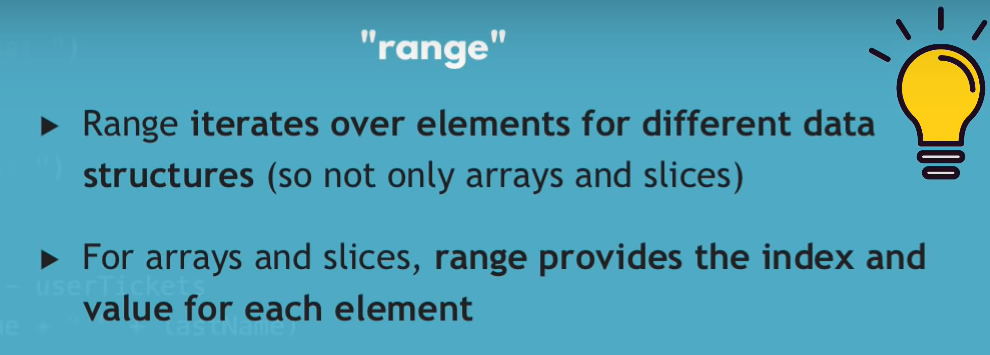 "range"
▶ Range iterates over elements for different data
structures (so not only arrays and slices)
▶ For arrays and slices, range provides the index and
value for each element
- userTickets